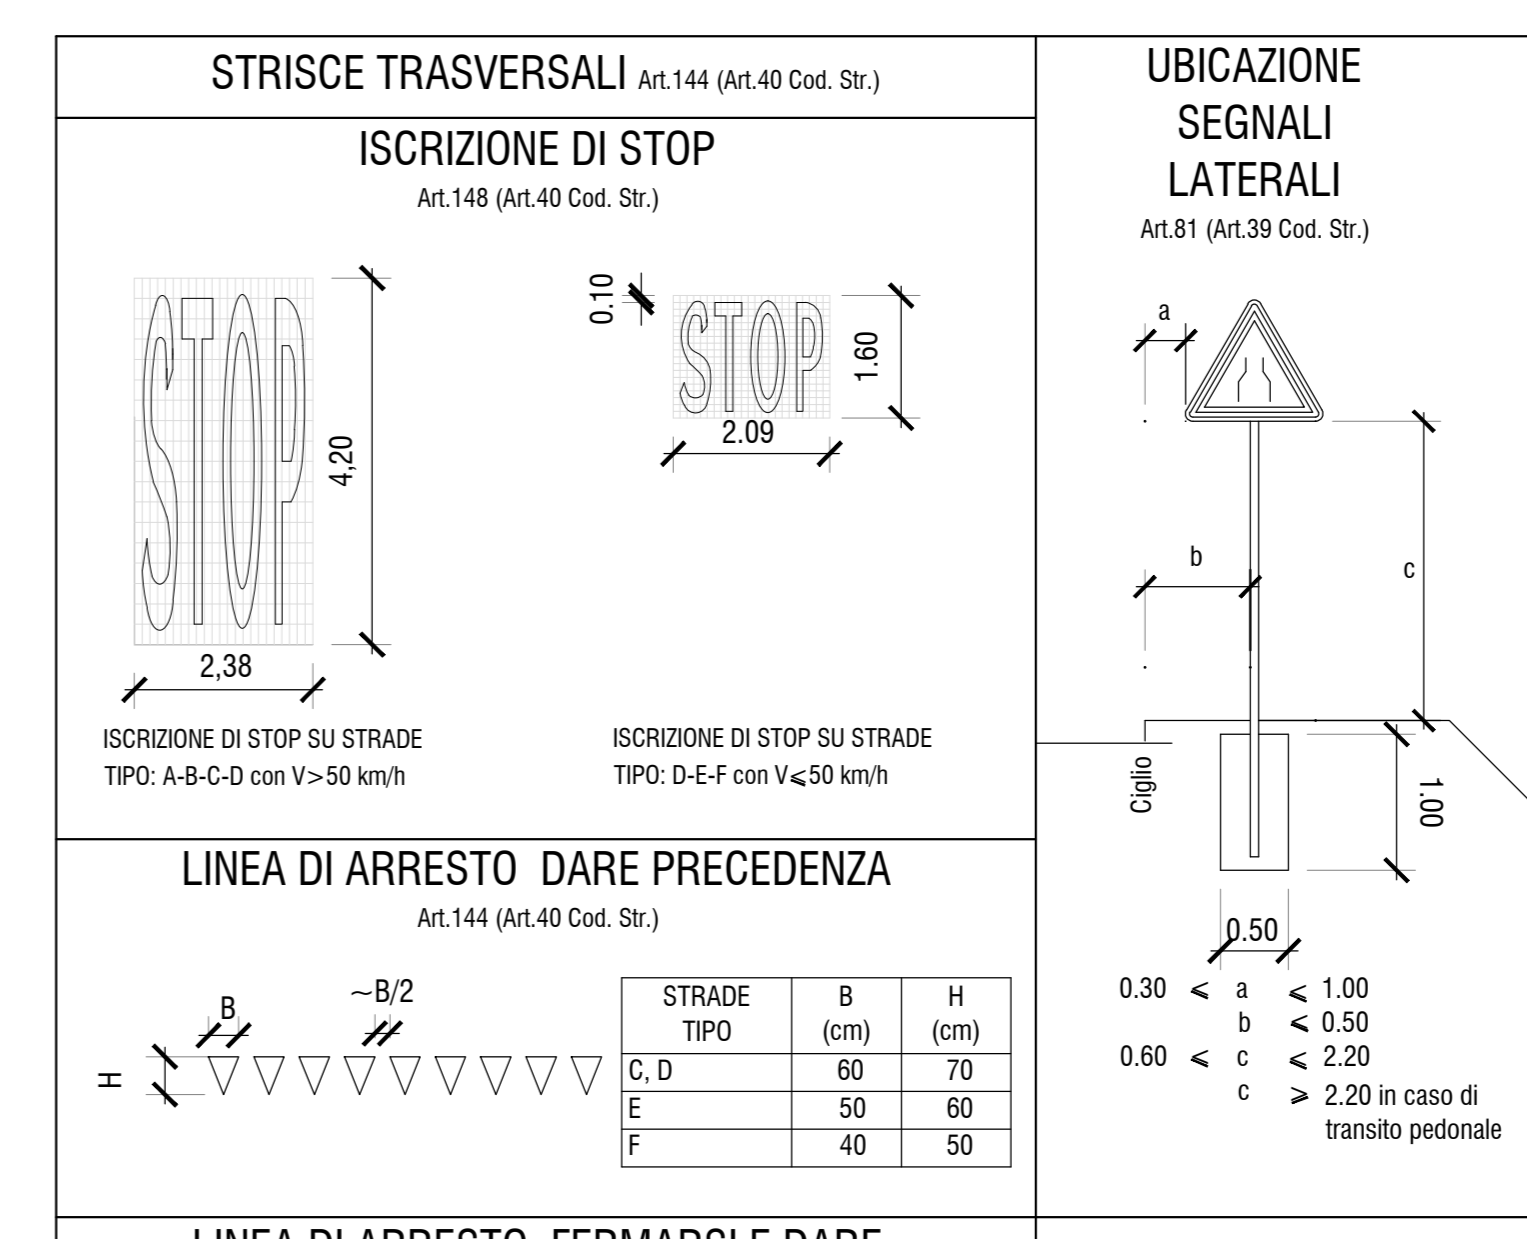 STRISCE TRASVERSALI Art.144 (Art.40 Cod. Str.)
ISCRIZIONE DI STOP
Art.148 (Art.40 Cod. Str.)
STOP
4,20
2,38
ISCRIZIONE DI STOP SU STRADE
TIPO: A-B-C-D con V>50 km/h
0.10
STOP
1.60
2.09
ISCRIZIONE DI STOP SU STRADE
TIPO: D-E-F con V⩽50 km/h
LINEA DI ARRESTO DARE PRECEDENZA
Art.144 (Art.40 Cod. Str.)
B
~B/2
H
STRADE TIPO B (cm) H (cm)
C, D 60 70
E 50 60
F 40 50
LINEA DI ARRESTO FERMARSI E DARE
UBICAZIONE
SEGNALI
LATERALI
Art.81 (Art.39 Cod. Str.)
a
b
c
Ciglio
1.00
0.50
0.30 ⩽ a ⩽ 1.00
b ⩽ 0.50
0.60 ⩽ c ⩽ 2.20
c ⩾ 2.20 in caso di
transito pedonale